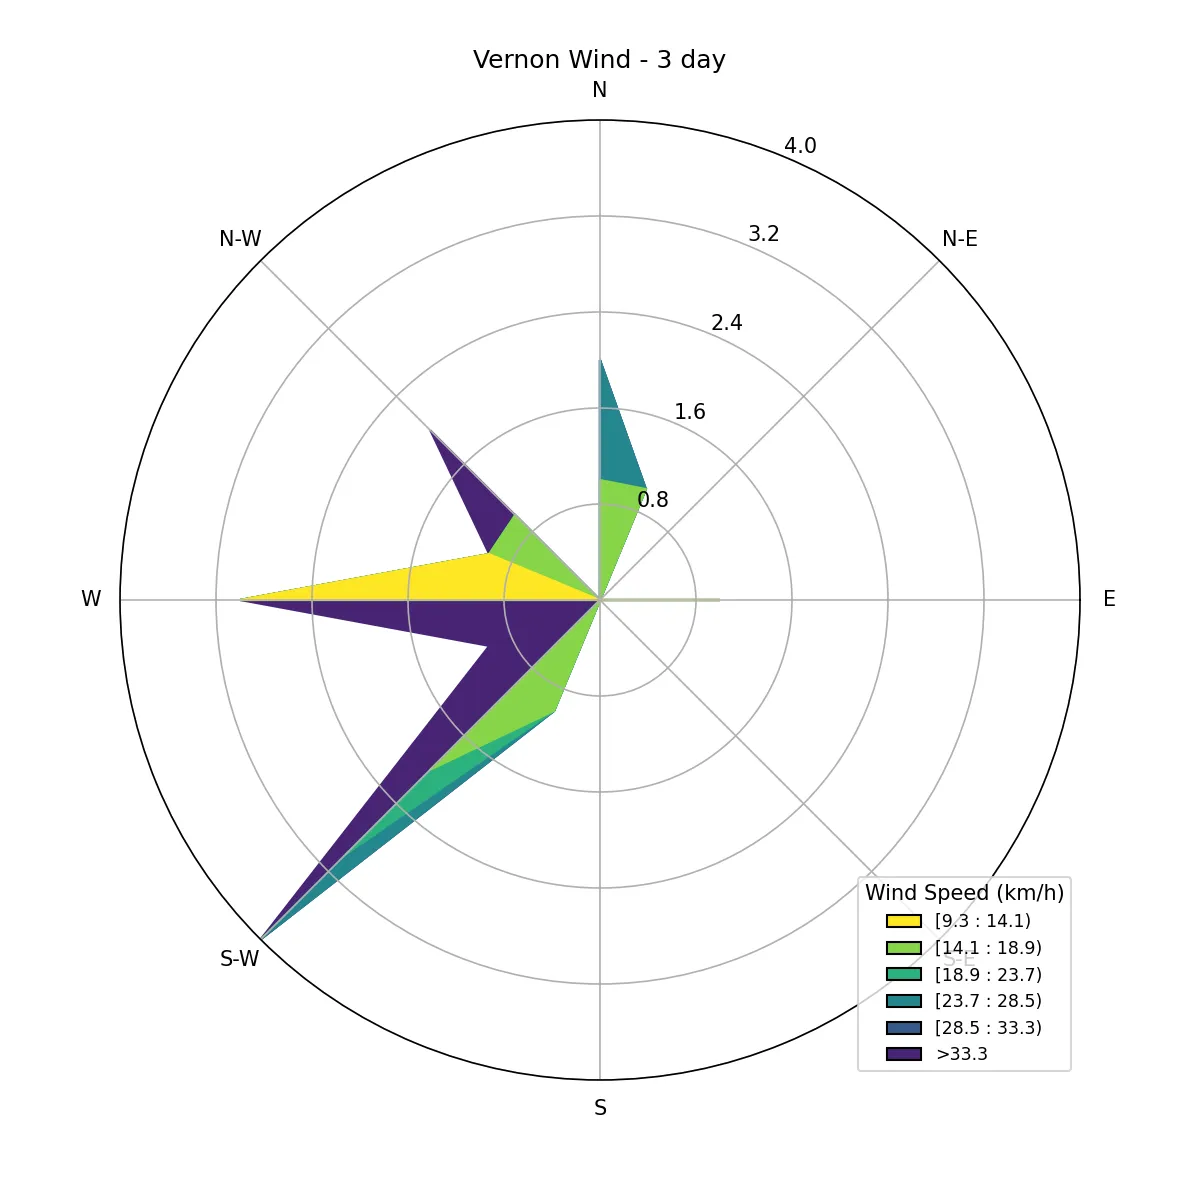 Vernon Wind - 3 day
N
4.0
N-W
3.2
N-E
2.4
1.6
0.8
W
E
S-W
S-E
S
Wind Speed (km/h)
[9.3 : 14.1)
[14.1 : 18.9)
[18.9 : 23.7)
[23.7 : 28.5)
[28.5 : 33.3)
>33.3